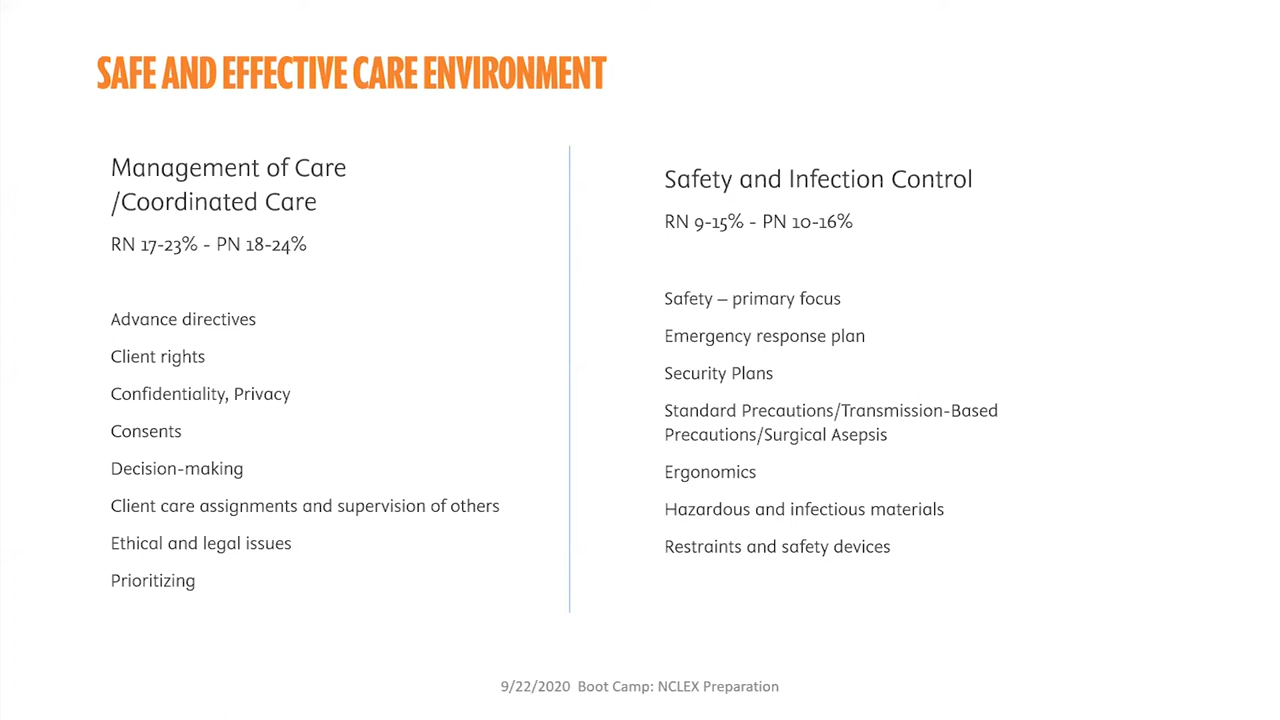 SAFE AND EFFECTIVE CARE ENVIRONMENT
Management of Care
/Coordinated Care
RN 17-23% - PN 18-24%
Advance directives
Client rights
Confidentiality, Privacy
Consents
Decision-making
Client care assignments and supervision of others
Ethical and legal issues
Prioritizing
Safety and Infection Control
RN 9-15% - PN 10-16%
Safety – primary focus
Emergency response plan
Security Plans
Standard Precautions/Transmission-Based
Precautions/Surgical Asepsis
Ergonomics
Hazardous and infectious materials
Restraints and safety devices
9/22/2020 Boot Camp: NCLEX Preparation